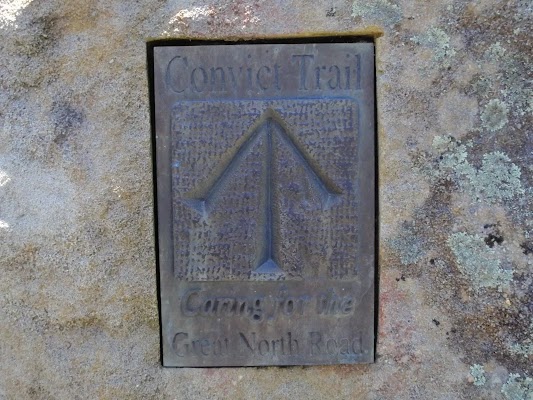 Convict Trail
Caring for the
Great North Road